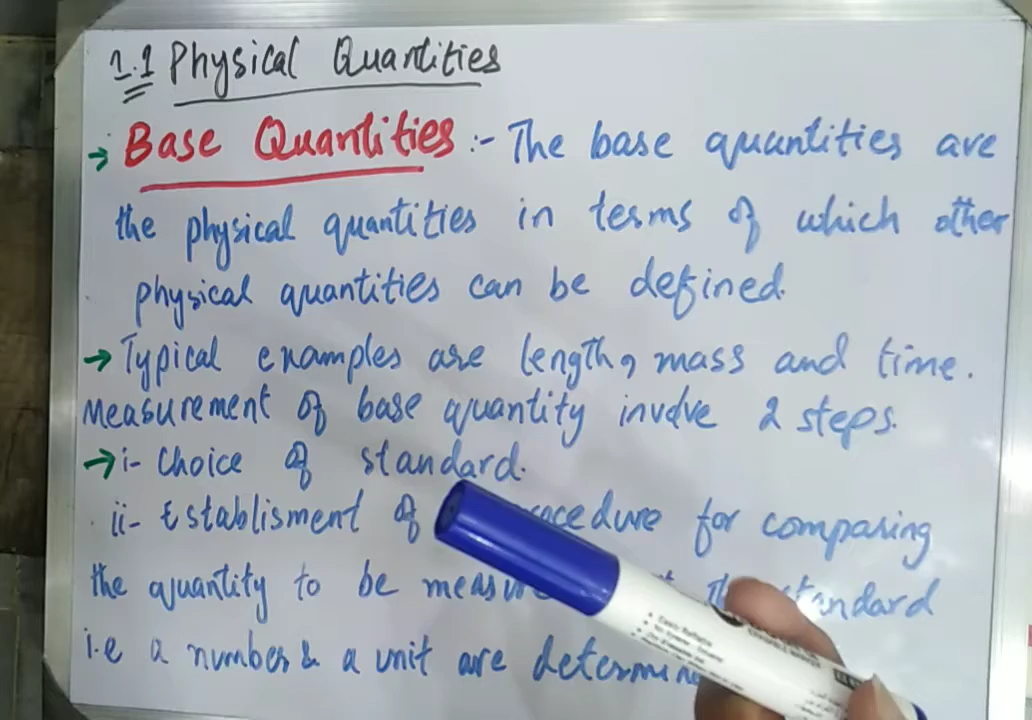 1.1 Physical Quantities
→ Base Quantities :- The base quantities are
the physical quantities in terms of which other
physical quantities can be defined.
→ Typical examples are length, mass and time.
Measurement of base quantity involve 2 steps.
→ i- Choice of standard.
ii- Establisment of procedure for comparing
the quantity to be the standard
i.e a number & a unit are